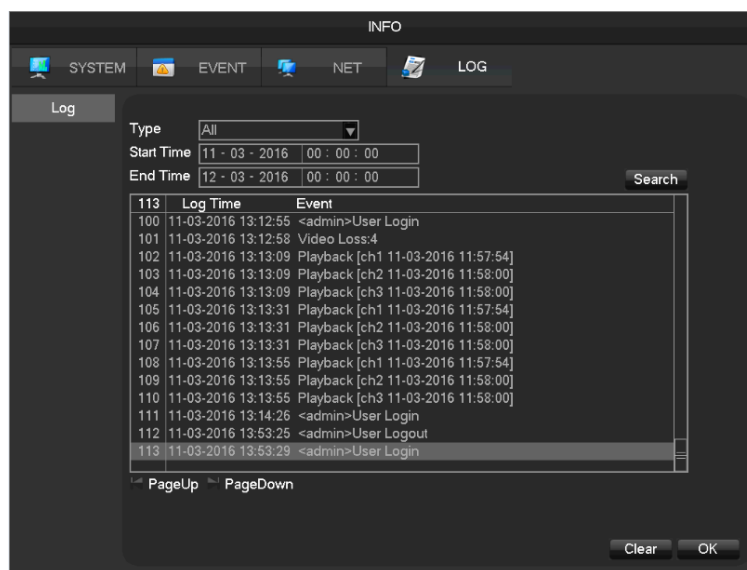 INFO
SYSTEM EVENT NET LOG
Log
Type All
Start Time 11 - 03 - 2016 00 : 00 : 00
End Time 12 - 03 - 2016 00 : 00 : 00
Search
113 Log Time Event
100 11-03-2016 13:12:55 <admin>User Login
101 11-03-2016 13:12:58 Video Loss:4
102 11-03-2016 13:13:09 Playback [ch1 11-03-2016 11:57:54]
103 11-03-2016 13:13:09 Playback [ch2 11-03-2016 11:58:00]
104 11-03-2016 13:13:09 Playback [ch3 11-03-2016 11:58:00]
105 11-03-2016 13:13:31 Playback [ch1 11-03-2016 11:57:54]
106 11-03-2016 13:13:31 Playback [ch2 11-03-2016 11:58:00]
107 11-03-2016 13:13:31 Playback [ch3 11-03-2016 11:58:00]
108 11-03-2016 13:13:55 Playback [ch1 11-03-2016 11:57:54]
109 11-03-2016 13:13:55 Playback [ch2 11-03-2016 11:58:00]
110 11-03-2016 13:13:55 Playback [ch3 11-03-2016 11:58:00]
111 11-03-2016 13:14:26 <admin>User Login
112 11-03-2016 13:53:25 <admin>User Logout
113 11-03-2016 13:53:29 <admin>User Login
PageUp PageDown
Clear OK